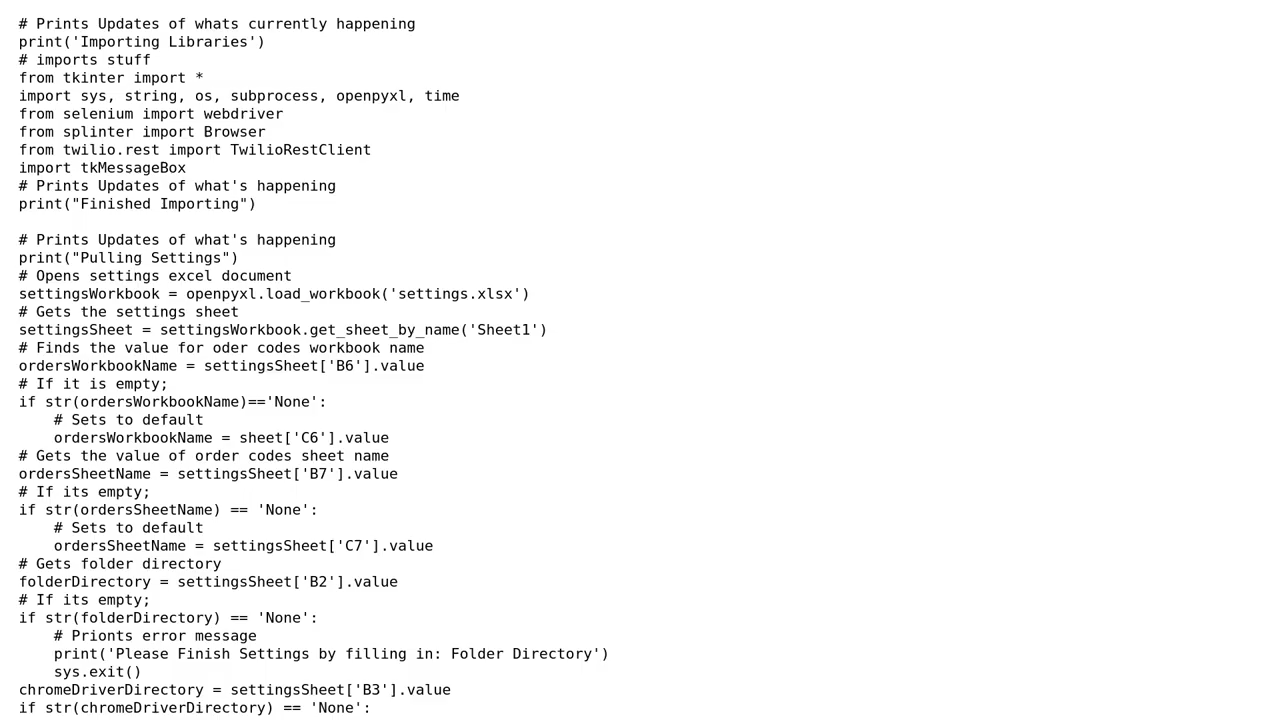 # Prints Updates of whats currently happening
print('Importing Libraries')
# imports stuff
from tkinter import *
import sys, string, os, subprocess, openpyxl, time
from selenium import webdriver
from splinter import Browser
from twilio.rest import TwilioRestClient
import tkMessageBox
# Prints Updates of what's happening
print("Finished Importing")

# Prints Updates of what's happening
print("Pulling Settings")
# Opens settings excel document
settingsWorkbook = openpyxl.load_workbook('settings.xlsx')
# Gets the settings sheet
settingsSheet = settingsWorkbook.get_sheet_by_name('Sheet1')
# Finds the value for oder codes workbook name
ordersWorkbookName = settingsSheet['B6'].value
# If it is empty;
if str(ordersWorkbookName)=='None':
    # Sets to default
    ordersWorkbookName = sheet['C6'].value
# Gets the value of order codes sheet name
ordersSheetName = settingsSheet['B7'].value
# If its empty;
if str(ordersSheetName) == 'None':
    # Sets to default
    ordersSheetName = settingsSheet['C7'].value
# Gets folder directory
folderDirectory = settingsSheet['B2'].value
# If its empty;
if str(folderDirectory) == 'None':
    # Prionts error message
    print('Please Finish Settings by filling in: Folder Directory')
    sys.exit()
chromeDriverDirectory = settingsSheet['B3'].value
if str(chromeDriverDirectory) == 'None':